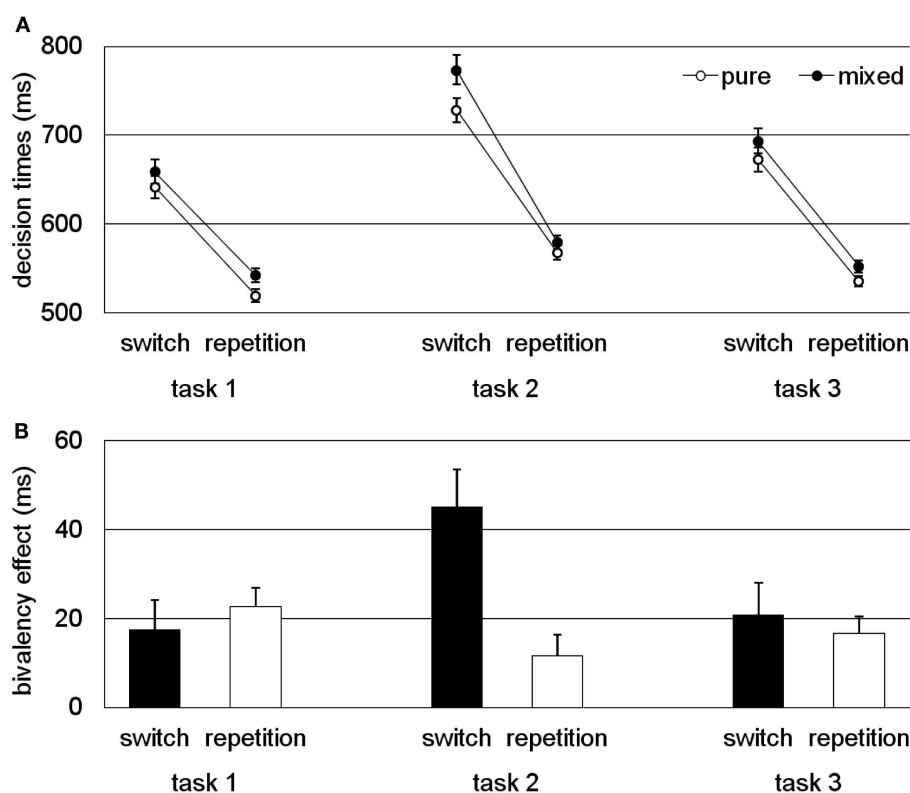 A
800
pure mixed
700
600
500
decision times (ms)
switch repetition switch repetition switch repetition
task 1 task 2 task 3
B
60
40
20
0
bivalency effect (ms)
switch repetition switch repetition switch repetition
task 1 task 2 task 3